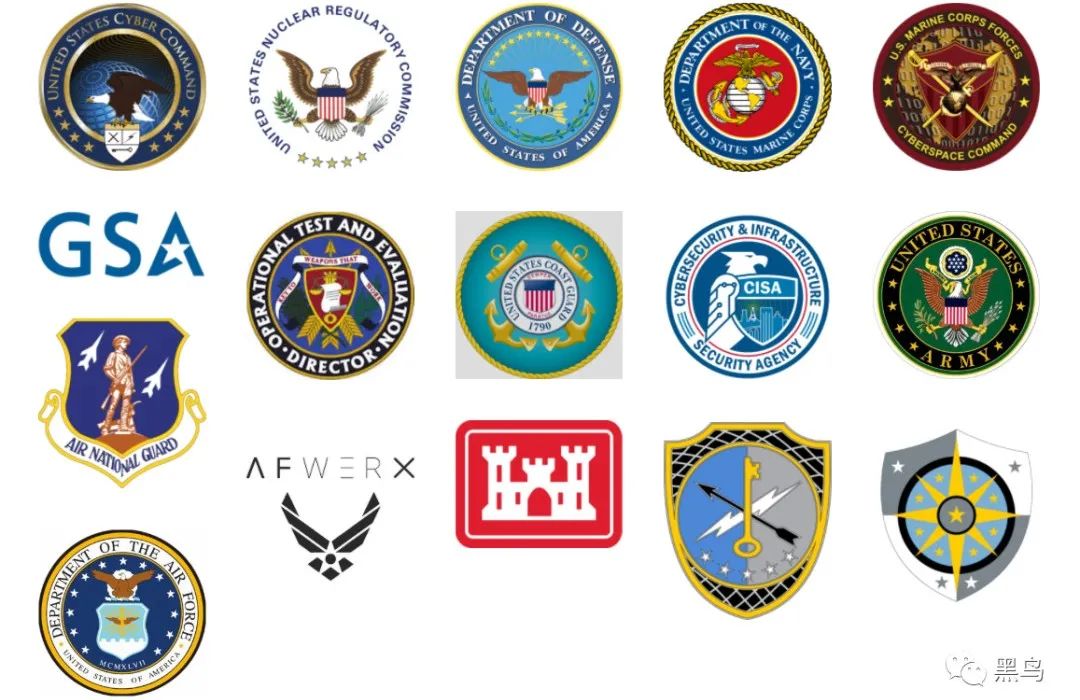 UNITED STATES CYBER COMMAND
UNITED STATES NUCLEAR REGULATORY COMMISSION
DEPARTMENT OF DEFENSE
UNITED STATES OF AMERICA
DEPARTMENT OF THE NAVY
UNITED STATES MARINE CORPS
U.S. MARINE CORPS FORCES
CYBERSPACE COMMAND
GSA
OPERATIONAL TEST AND EVALUATION
WEAPONS THAT
WORK
DIRECTOR
UNITED STATES COAST GUARD
SEMPER
PARATUS
1790
CYBERSECURITY & INFRASTRUCTURE
CISA
SECURITY AGENCY
UNITED STATES
ARMY
AIR NATIONAL GUARD
AFWERX
DEPARTMENT OF THE AIR FORCE
MCMXLVII
UNITED STATES OF AMERICA
黑鸟